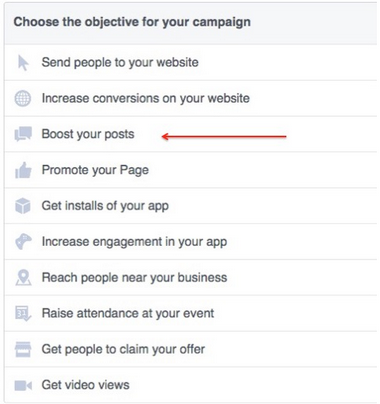 Choose the objective for your campaign
Send people to your website
Increase conversions on your website
Boost your posts
Promote your Page
Get installs of your app
Increase engagement in your app
Reach people near your business
31
Raise attendance at your event
Get people to claim your offer
Get video views